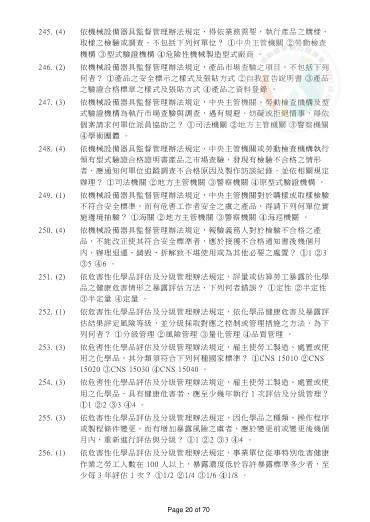 245. (4) 依機械設備器具監督管理辦法規定，得依業務需要，執行產品之購樣、
取樣之檢驗或調查，不包括下列何單位？ ①中央主管機關 ②勞動檢查
機構 ③型式驗證機構 ④危險性機械製造型式廠商 。
246. (2) 依機械設備器具監督管理辦法規定，產品市場查驗之項目，不包括下列
何者？ ①產品之安全標示之樣式及張貼方式 ②自我宣告說明書 ③產品
之驗證合格標章之樣式及張貼方式 ④產品之資料登錄 。
247. (3) 依機械設備器具監督管理辦法規定，中央主管機關、勞動檢查機構及型
式驗證機構為執行市場查驗與調查，遇有規避、妨礙或拒絕情事，得依
個案請求何單位派員協助之？ ①司法機關 ②地方主管機關 ③警察機關
④學術團體 。
248. (4) 依機械設備器具監督管理辦法規定，中央主管機關或勞動檢查機構執行
領有型式驗證合格證明書產品之市場查驗，發現有檢驗不合格之情形
者，應通知何單位追蹤調查不合格原因及製作訪談紀錄，並依相關規定
辦理？ ①司法機關 ②地方主管機關 ③警察機關 ④原型式驗證機構 。
249. (1) 依機械設備器具監督管理辦法規定，中央主管機關對於購樣或取樣檢驗
不符合安全標準，而有危害工作者安全之虞之產品，得請下列何單位實
施邊境抽驗？ ①海關 ②地方主管機關 ③警察機關 ④海巡機關 。
250. (4) 依機械設備器具監督管理辦法規定，報驗義務人對於檢驗不合格之產
品，不能改正使其符合安全標準者，應於接獲不合格通知書後幾個月
內，辦理退運、銷毀、拆解致不堪使用或為其他必要之處置？ ①1 ②3
③5 ④6 。
251. (2) 依危害性化學品評估及分級管理辦法規定，評量或估算勞工暴露於化學
品之健康危害情形之暴露評估方法，下列何者錯誤？ ①定性 ②半定性
③半定量 ④定量 。
252. (1) 依危害性化學品評估及分級管理辦法規定，依化學品健康危害及暴露評
估結果評定風險等級，並分級採取對應之控制或管理措施之方法，為下
列何者？ ①分級管理 ②風險管理 ③量化管理 ④品質管理 。
253. (3) 依危害性化學品評估及分級管理辦法規定，雇主使勞工製造、處置或使
用之化學品，其分類須符合下列何種國家標準？ ①CNS 15010 ②CNS
15020 ③CNS 15030 ④CNS 15040 。
254. (3) 依危害性化學品評估及分級管理辦法規定，雇主使勞工製造、處置或使
用之化學品，具有健康危害者，應至少幾年執行 1 次評估及分級管理？
①1 ②2 ③3 ④4 。
255. (3) 依危害性化學品評估及分級管理辦法規定，因化學品之種類、操作程序
或製程條件變更，而有增加暴露風險之虞者，應於變更前或變更後幾個
月內，重新進行評估與分級？ ①1 ②2 ③3 ④4 。
256. (1) 依危害性化學品評估及分級管理辦法規定，事業單位從事特別危害健康
作業之勞工人數在 100 人以上，暴露濃度低於容許暴露標準多少者，至
少每 3 年評估 1 次？ ①1/2 ②1/4 ③1/6 ④1/8 。
Page 20 of 70